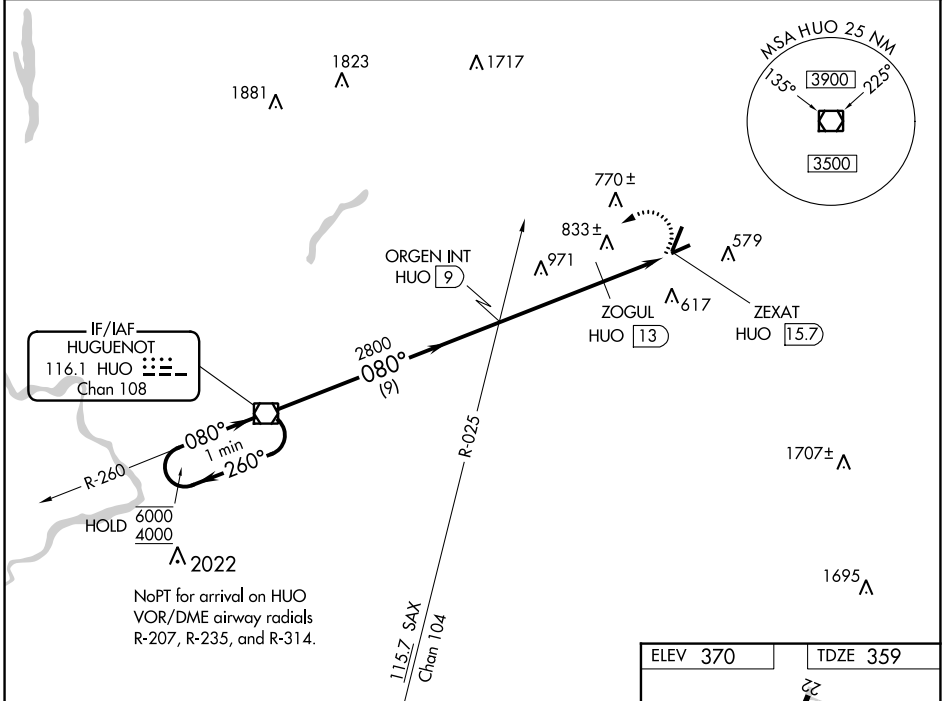 MSA HUO 25 NM
135°
3900
225°
3500
1881
1823
1717
770 ±
833 ±
971
579
617
ORGEN INT
HUO 9
ZOGUL
HUO 13
ZEXAT
HUO 15.7
IF/IAF
HUGUENOT
116.1 HUO
Chan 108
2800
080°
(9)
080°
1 min
260°
R-260
R-025
HOLD
6000
4000
2022
1707 ±
1695
NoPT for arrival on HUO
VOR/DME airway radials
R-207, R-235, and R-314.
115.7 SAX
Chan 104
ELEV 370
TDZE 359
22